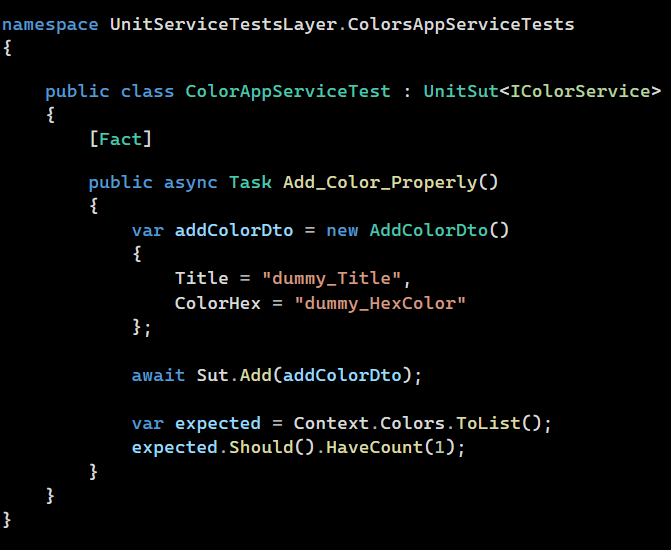 namespace UnitServiceTestsLayer.ColorsAppServiceTests
{
public class ColorAppServiceTest : UnitSut<IColorService>
{
[Fact]
public async Task Add_Color_Properly()
{
var addColorDto = new AddColorDto()
{
Title = "dummy_Title",
ColorHex = "dummy_HexColor"
};
await Sut.Add(addColorDto);
var expected = Context.Colors.ToList();
expected.Should().HaveCount(1);
}
}
}